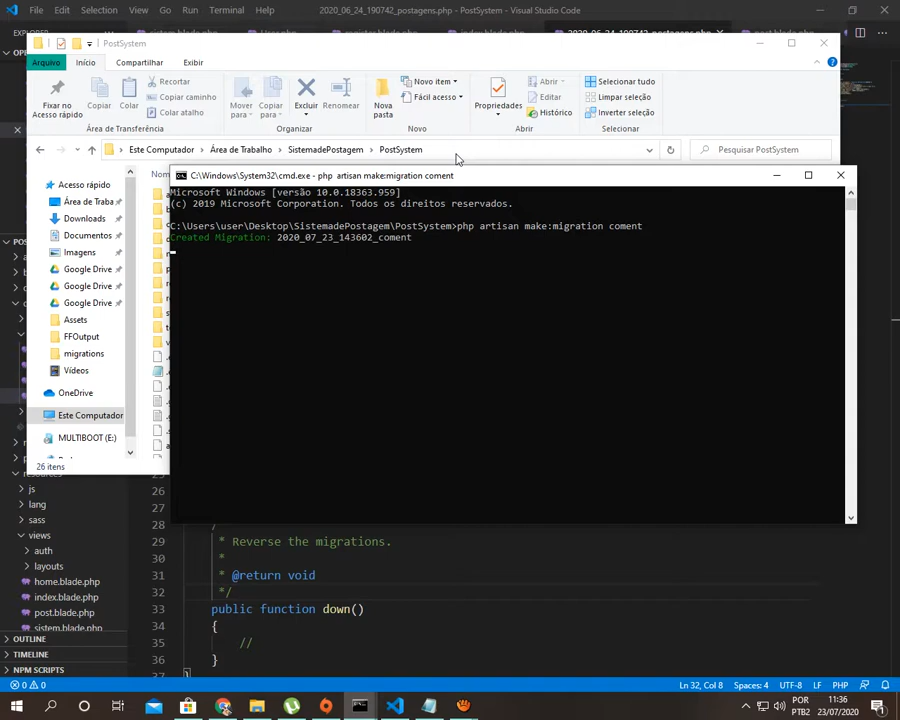 File Edit Selection View Go Run Terminal Help 2020_06_24_190742_postagens.php - PostSystem - Visual Studio Code
PostSystem
Arquivo Início Compartilhar Exibir
Fixar no
Acesso rápido
Copiar
Colar
Recortar
Copiar caminho
Colar atalho
Área de Transferência
Mover
para
Copiar
para
Excluir
Renomear
Organizar
Nova
pasta
Novo item
Fácil acesso
Novo
Propriedades
Abrir
Editar
Histórico
Abrir
Selecionar tudo
Limpar seleção
Inverter seleção
Selecionar
Este Computador Área de Trabalho SistemadePostagem PostSystem
Pesquisar PostSystem
Acesso rápido
Área de Traba
Downloads
Documentos
Imagens
Google Drive
Google Drive
Google Drive
Assets
FFOutput
migrations
Vídeos
OneDrive
Este Computador
MULTIBOOT (E:)
26 itens
C:\Windows\System32\cmd.exe - php artisan make:migration coment
Microsoft Windows [versão 10.0.18363.959]
(c) 2019 Microsoft Corporation. Todos os direitos reservados.
C:\Users\user\Desktop\SistemadePostagem\PostSystem>php artisan make:migration coment
Created Migration: 2020_07_23_143602_coment
js
lang
sass
views
auth
layouts
home.blade.php
index.blade.php
post.blade.php
sistem.blade.php
OUTLINE
TIMELINE
NPM SCRIPTS
26
27
28
29 * Reverse the migrations.
30 *
31 * @return void
32 */
33 public function down()
34 {
35 //
36 }
0 0 Ln 32, Col 8 Spaces: 4 UTF-8 LF PHP
POR
PTB2
11:36
23/07/2020